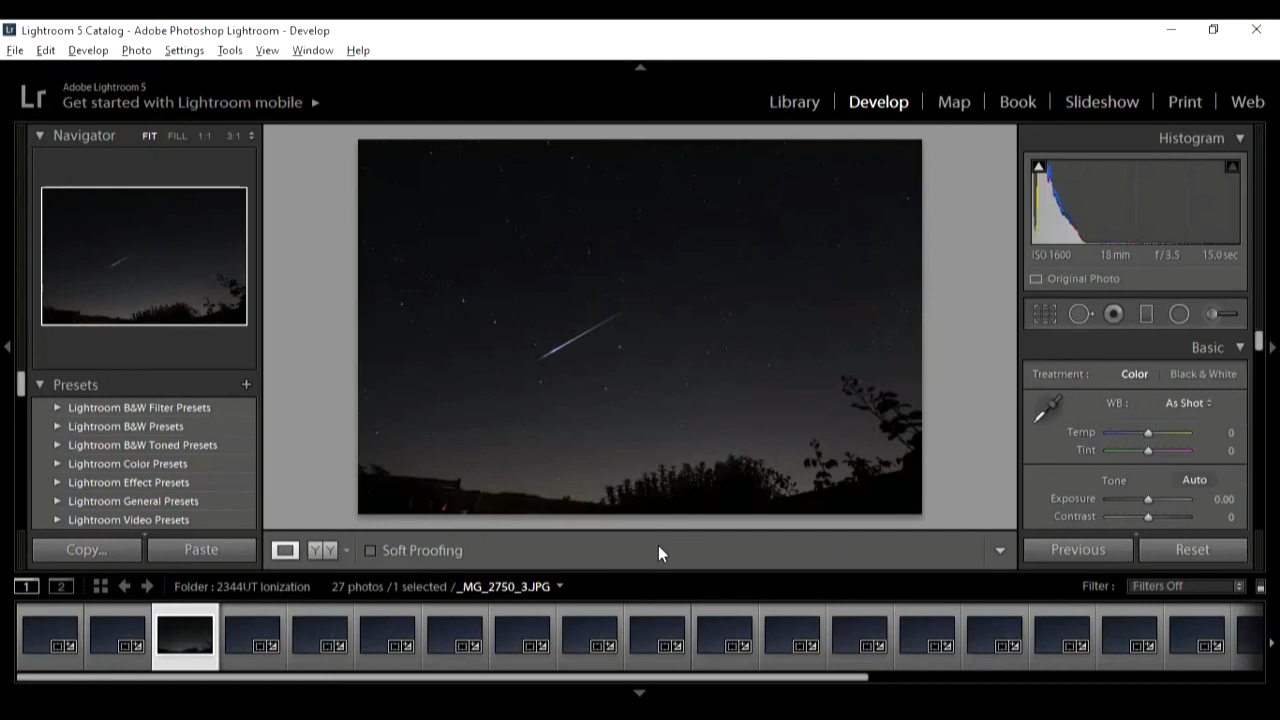 Lr Lightroom 5 Catalog - Adobe Photoshop Lightroom - Develop
File Edit Develop Photo Settings Tools View Window Help
Lr Adobe Lightroom 5
Get started with Lightroom mobile
Library Develop Map Book Slideshow Print Web
Navigator FIT FILL 1:1 3:1
Histogram
ISO 1600 18 mm f/3.5 15.0 sec
Original Photo
Basic
Treatment : Color Black & White
WB : As Shot
Temp 0
Tint 0
Tone Auto
Exposure 0.00
Contrast 0
Presets
Lightroom B&W Filter Presets
Lightroom B&W Presets
Lightroom B&W Toned Presets
Lightroom Color Presets
Lightroom Effect Presets
Lightroom General Presets
Lightroom Video Presets
Copy... Paste
Y Y Soft Proofing
Previous Reset
1 2 Folder : 2344UT Ionization 27 photos / 1 selected / _MG_2750_3.JPG
Filter : Filters Off